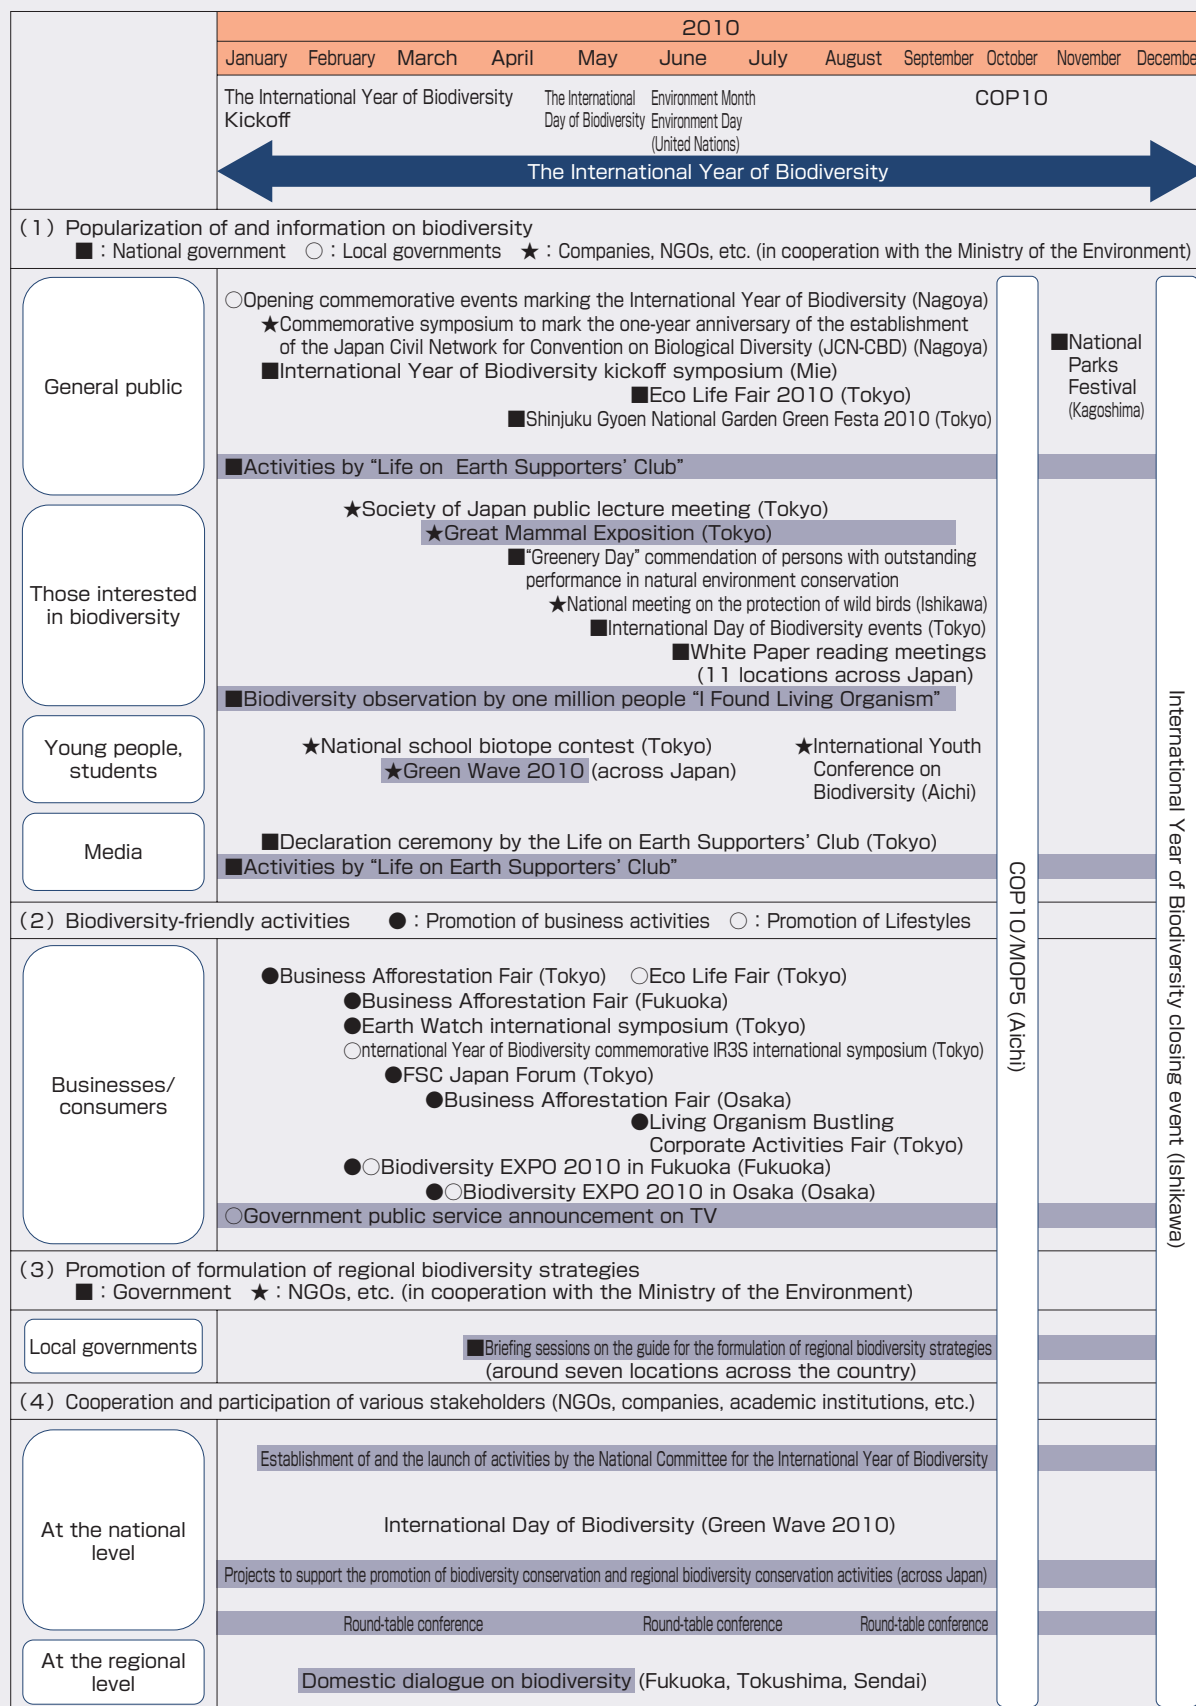 2010
January February March April May June July August September October November December
The International Year of Biodiversity
Kickoff
The International
Day of Biodiversity
Environment Month
Environment Day
(United Nations)
COP10
The International Year of Biodiversity
(1) Popularization of and information on biodiversity
■：National government ○：Local governments ★：Companies, NGOs, etc. (in cooperation with the Ministry of the Environment)
General public
○Opening commemorative events marking the International Year of Biodiversity (Nagoya)
★Commemorative symposium to mark the one-year anniversary of the establishment
of the Japan Civil Network for Convention on Biological Diversity (JCN-CBD) (Nagoya)
■International Year of Biodiversity kickoff symposium (Mie)
■Eco Life Fair 2010 (Tokyo)
■Shinjuku Gyoen National Garden Green Festa 2010 (Tokyo)
■National
Parks
Festival
(Kagoshima)
■Activities by “Life on Earth Supporters’ Club”
Those interested
in biodiversity
★Society of Japan public lecture meeting (Tokyo)
★Great Mammal Exposition (Tokyo)
■“Greenery Day” commendation of persons with outstanding
performance in natural environment conservation
★National meeting on the protection of wild birds (Ishikawa)
■International Day of Biodiversity events (Tokyo)
■White Paper reading meetings
(11 locations across Japan)
■Biodiversity observation by one million people “I Found Living Organism”
Young people,
students
★National school biotope contest (Tokyo)
★Green Wave 2010 (across Japan)
★International Youth
Conference on
Biodiversity (Aichi)
Media
■Declaration ceremony by the Life on Earth Supporters’ Club (Tokyo)
■Activities by “Life on Earth Supporters’ Club”
COP10/MOP5 (Aichi)
International Year of Biodiversity closing event (Ishikawa)
(2) Biodiversity-friendly activities ●：Promotion of business activities ○：Promotion of Lifestyles
Businesses/
consumers
●Business Afforestation Fair (Tokyo) ○Eco Life Fair (Tokyo)
●Business Afforestation Fair (Fukuoka)
●Earth Watch international symposium (Tokyo)
○nternational Year of Biodiversity commemorative IR3S international symposium (Tokyo)
●FSC Japan Forum (Tokyo)
●Business Afforestation Fair (Osaka)
●Living Organism Bustling
Corporate Activities Fair (Tokyo)
●○Biodiversity EXPO 2010 in Fukuoka (Fukuoka)
●○Biodiversity EXPO 2010 in Osaka (Osaka)
○Government public service announcement on TV
(3) Promotion of formulation of regional biodiversity strategies
■：Government ★：NGOs, etc. (in cooperation with the Ministry of the Environment)
Local governments
■Briefing sessions on the guide for the formulation of regional biodiversity strategies
(around seven locations across the country)
(4) Cooperation and participation of various stakeholders (NGOs, companies, academic institutions, etc.)
At the national
level
Establishment of and the launch of activities by the National Committee for the International Year of Biodiversity
International Day of Biodiversity (Green Wave 2010)
Projects to support the promotion of biodiversity conservation and regional biodiversity conservation activities (across Japan)
Round-table conference Round-table conference Round-table conference
At the regional
level
Domestic dialogue on biodiversity (Fukuoka, Tokushima, Sendai)